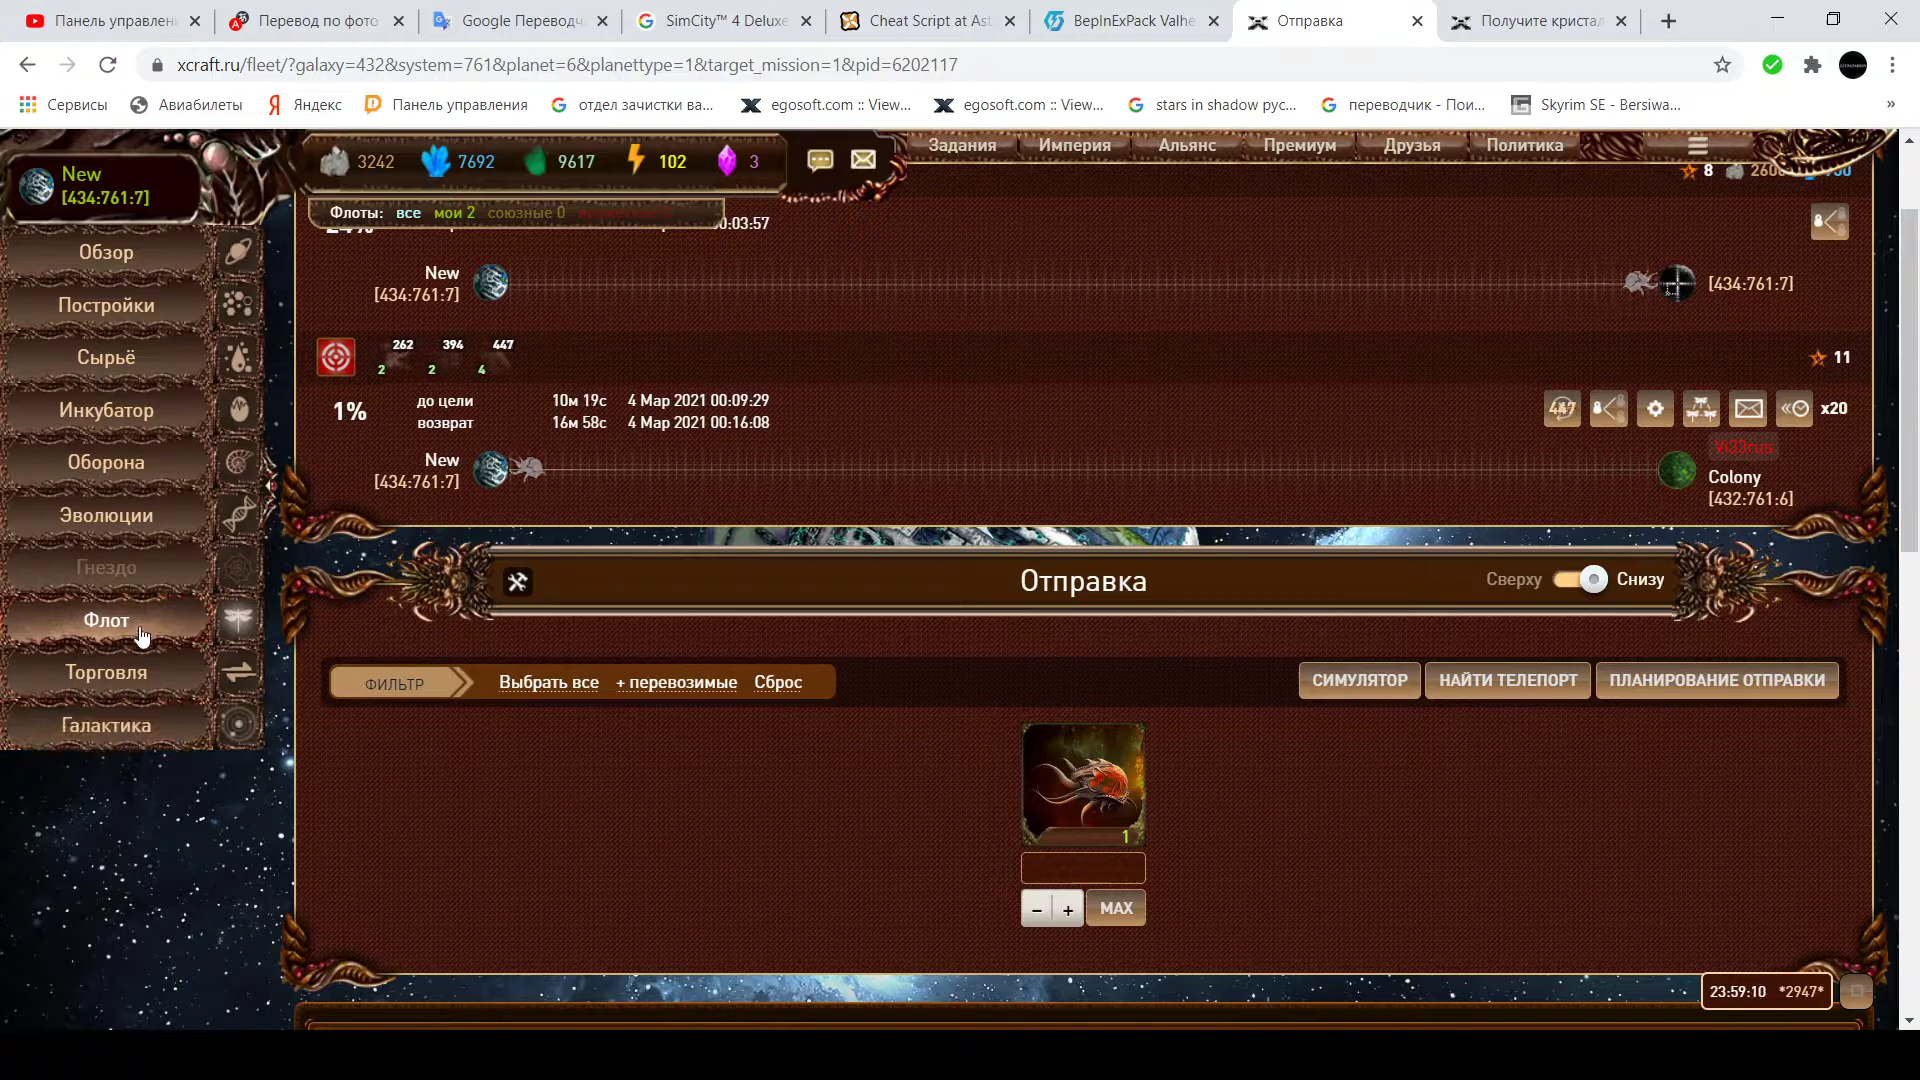 Панель управлен
Перевод по фото
Google Переводч
SimCity™ 4 Deluxe
Cheat Script at Ast
BepInExPack Valhe
Отправка
Получите кристал
xcraft.ru/fleet/?galaxy=432&system=761&planet=6&planettype=1&target_mission=1&pid=6202117
Сервисы
Авиабилеты
Яндекс
Панель управления
отдел зачистки ва...
egosoft.com :: View...
egosoft.com :: View...
stars in shadow рус...
переводчик - Пои...
Skyrim SE - Bersiwa...
»
New
[434:761:7]
3242
7692
9617
102
3
Задания
Империя
Альянс
Премиум
Друзья
Политика
8
Флоты: все мои 2 союзные 0
0:03:57
Обзор
Постройки
Сырьё
Инкубатор
Оборона
Эволюции
Гнездо
Флот
Торговля
Галактика
New
[434:761:7]
[434:761:7]
262
394
447
2
2
4
11
1%
до цели 10м 19с 4 Мар 2021 00:09:29
возврат 16м 58с 4 Мар 2021 00:16:08
447
x20
New
[434:761:7]
Vi33rus
Colony
[432:761:6]
Отправка
Сверху
Снизу
ФИЛЬТР
Выбрать все
+ перевозимые
Сброс
СИМУЛЯТОР
НАЙТИ ТЕЛЕПОРТ
ПЛАНИРОВАНИЕ ОТПРАВКИ
1
− +
MAX
23:59:10 *2947*